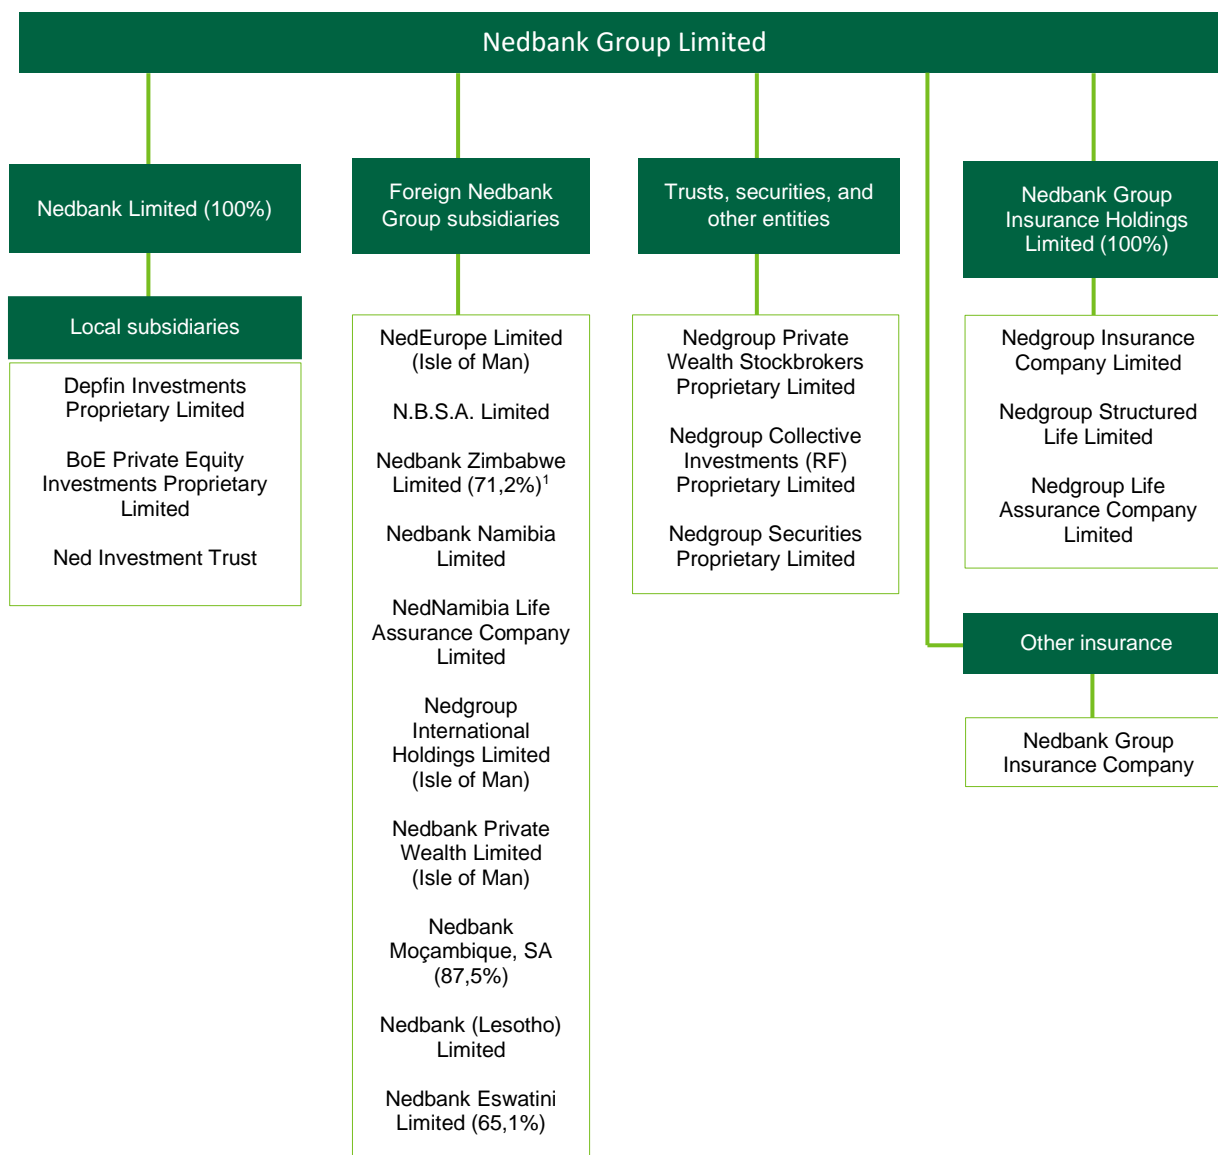 Nedbank Group Limited
Nedbank Limited (100%)
Local subsidiaries
Depfin Investments
Proprietary Limited
BoE Private Equity
Investments Proprietary
Limited
Ned Investment Trust
Foreign Nedbank
Group subsidiaries
NedEurope Limited
(Isle of Man)
N.B.S.A. Limited
Nedbank Zimbabwe
Limited (71,2%)¹
Nedbank Namibia
Limited
NedNamibia Life
Assurance Company
Limited
Nedgroup
International
Holdings Limited
(Isle of Man)
Nedbank Private
Wealth Limited
(Isle of Man)
Nedbank
Moçambique, SA
(87,5%)
Nedbank (Lesotho)
Limited
Nedbank Eswatini
Limited (65,1%)
Trusts, securities, and
other entities
Nedgroup Private
Wealth Stockbrokers
Proprietary Limited
Nedgroup Collective
Investments (RF)
Proprietary Limited
Nedgroup Securities
Proprietary Limited
Nedbank Group
Insurance Holdings
Limited (100%)
Nedgroup Insurance
Company Limited
Nedgroup Structured
Life Limited
Nedgroup Life
Assurance Company
Limited
Other insurance
Nedbank Group
Insurance Company